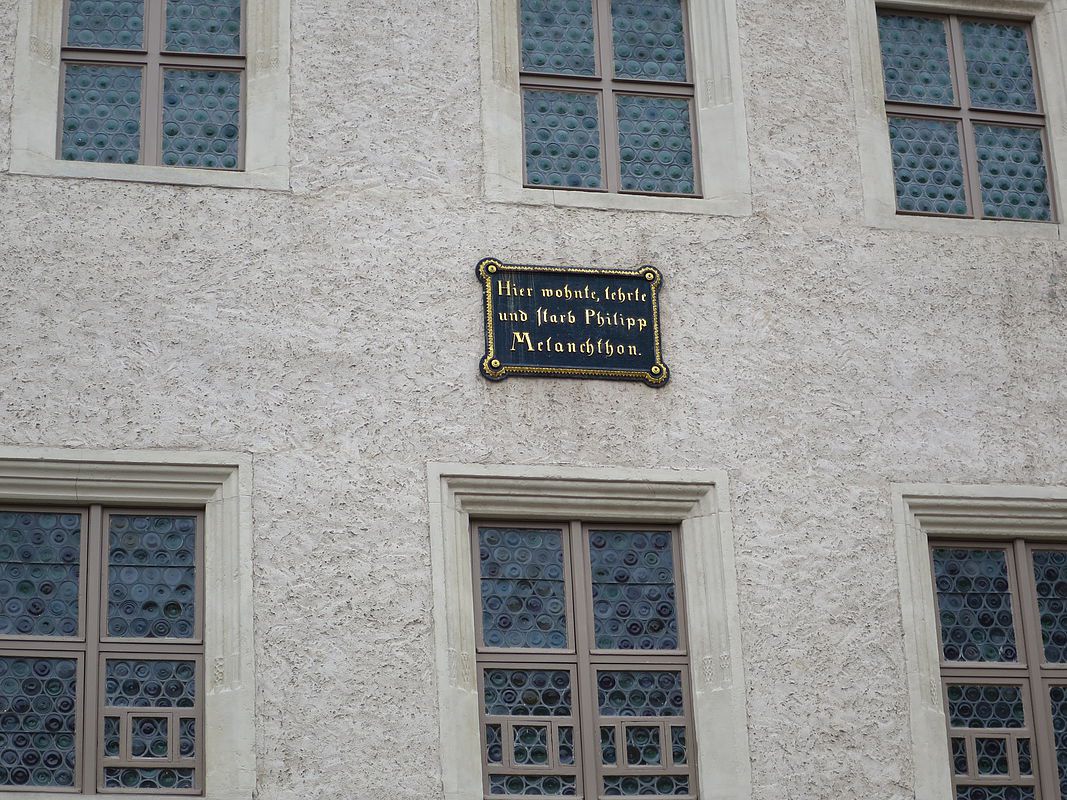 Hier wohnte, lehrte
und starb Philipp
Melanchthon.